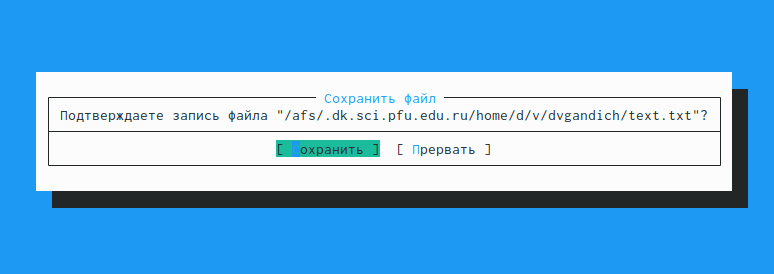 Сохранить файл
Подтверждаете запись файла "/afs/.dk.sci.pfu.edu.ru/home/d/v/dvgandich/text.txt"?
[ Сохранить ] [ Прервать ]